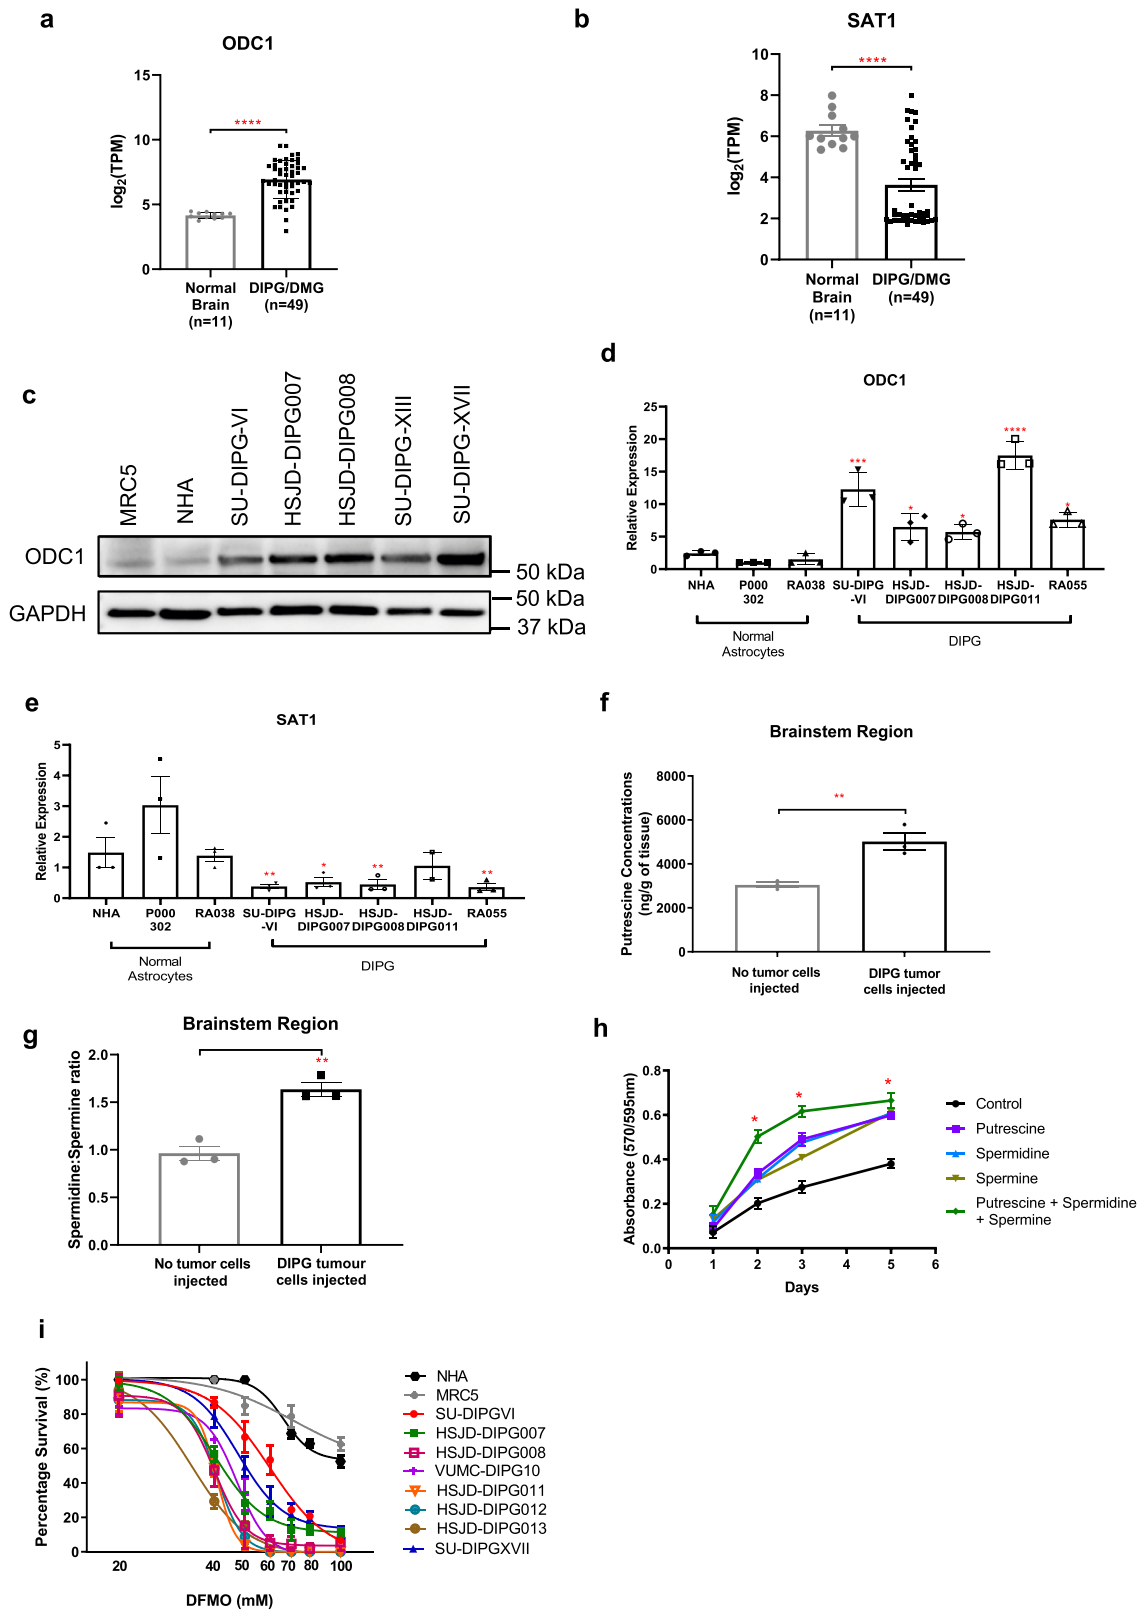 a
ODC1
15
10
5
0
log2(TPM)
****
Normal
Brain
(n=11)
DIPG/DMG
(n=49)
b
SAT1
10
8
6
4
2
0
log2(TPM)
****
Normal
Brain
(n=11)
DIPG/DMG
(n=49)
c
MRC5
NHA
SU-DIPG-VI
HSJD-DIPG007
HSJD-DIPG008
SU-DIPG-XIII
SU-DIPG-XVII
ODC1
50 kDa
GAPDH
50 kDa
37 kDa
d
ODC1
25
20
15
10
5
0
Relative Expression
***
*
*
****
*
NHA
P000
302
RA038
SU-DIPG
-VI
HSJD-
DIPG007
HSJD-
DIPG008
HSJD-
DIPG011
RA055
Normal
Astrocytes
DIPG
e
SAT1
5
4
3
2
1
0
Relative Expression
**
*
**
**
NHA
P000
302
RA038
SU-DIPG
-VI
HSJD-
DIPG007
HSJD-
DIPG008
HSJD-
DIPG011
RA055
Normal
Astrocytes
DIPG
f
Brainstem Region
8000
6000
4000
2000
0
Putrescine Concentrations
(ng/g of tissue)
**
No tumor cells
injected
DIPG tumor
cells injected
g
Brainstem Region
2.0
1.5
1.0
0.5
0.0
Spermidine:Spermine ratio
**
No tumor cells
injected
DIPG tumour
cells injected
h
0.8
0.6
0.4
0.2
0.0
Absorbance (570/595nm)
*
*
*
0 1 2 3 4 5 6
Days
Control
Putrescine
Spermidine
Spermine
Putrescine + Spermidine
+ Spermine
i
100
80
60
40
20
0
Percentage Survival (%)
20 40 50 60 70 80 100
DFMO (mM)
NHA
MRC5
SU-DIPGVI
HSJD-DIPG007
HSJD-DIPG008
VUMC-DIPG10
HSJD-DIPG011
HSJD-DIPG012
HSJD-DIPG013
SU-DIPGXVII